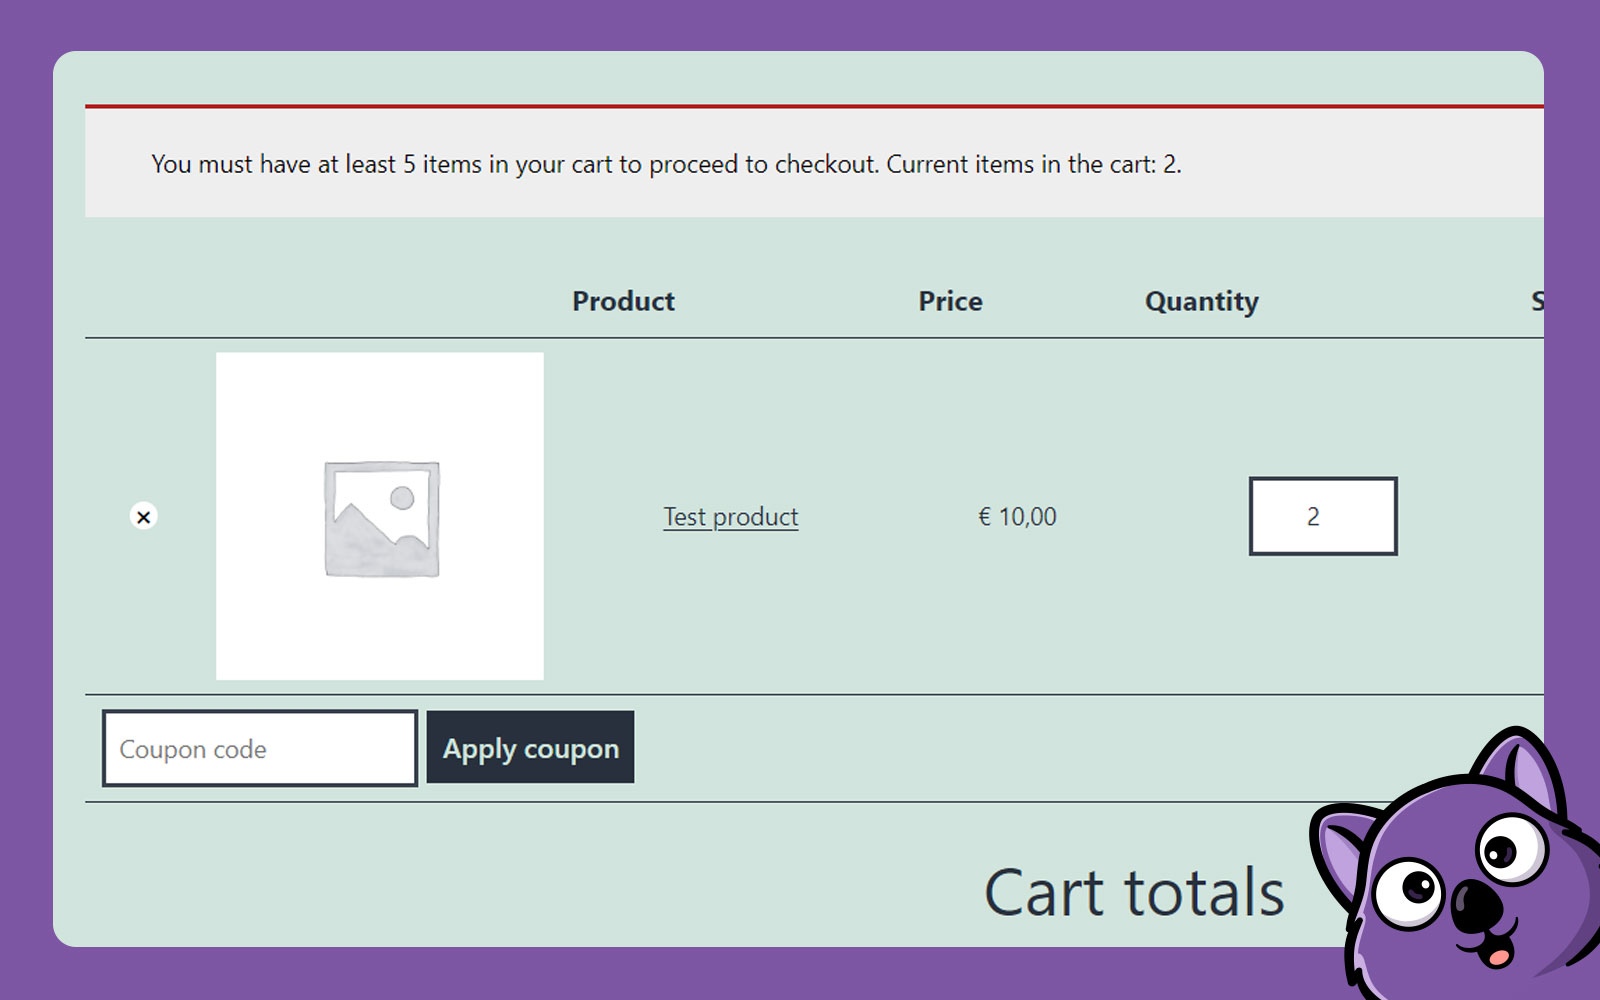 You must have at least 5 items in your cart to proceed to checkout. Current items in the cart: 2.
Product Price Quantity
Test product € 10,00 2
Coupon code Apply coupon
Cart totals